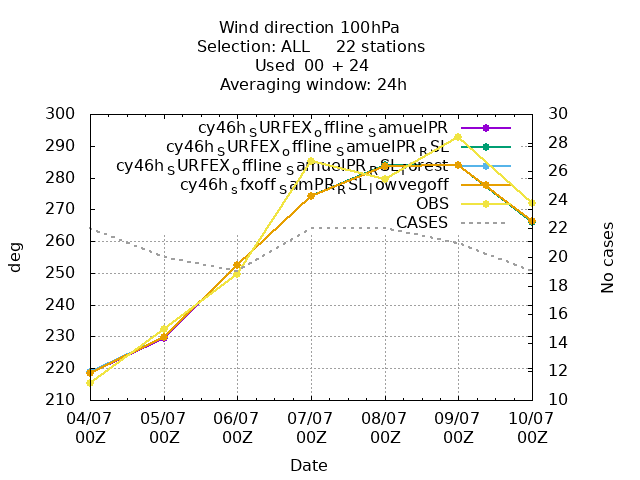 Wind direction 100hPa
Selection: ALL 22 stations
Used 00 + 24
Averaging window: 24h
cy46h_SURFEX_offline_samuelPR
cy46h_SURFEX_offline_samuelPR_RSL
cy46h_SURFEX_offline_samuelPR_RSL_forest
cy46h_sfxoff_samPR_RSL_lowvegoff
OBS
CASES
deg
300
290
280
270
260
250
240
230
220
210
30
28
26
24
22
20
18
16
14
12
10
No cases
04/07 05/07 06/07 07/07 08/07 09/07 10/07
00Z 00Z 00Z 00Z 00Z 00Z 00Z
Date